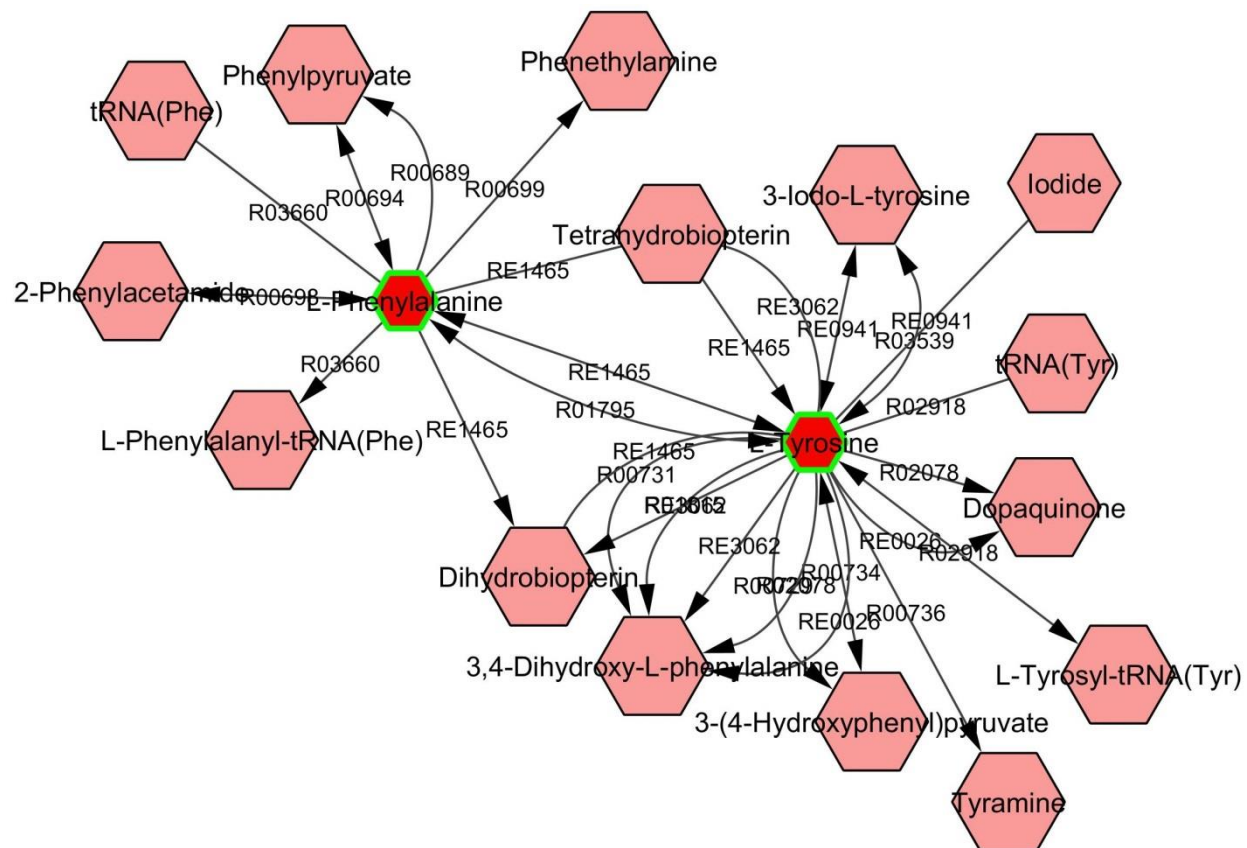 Phenethylamine
Phenylpyruvate
tRNA(Phe)
R00689
R00694
R00699
Iodide
3-Iodo-L-tyrosine
R03660
Tetrahydrobiopterin
RE1465
2-Phenylacetamide
R00698
L-Phenylalanine
RE3062
RE0941
RE0941
R03539
RE1465
R03660
RE1465
tRNA(Tyr)
R01795
R02918
RE1465
L-Phenylalanyl-tRNA(Phe)
L-Tyrosine
RE1465
R00731
R02078
Dopaquinone
RE3062
RE3062
RE0026
R02918
Dihydrobiopterin
R00734
R02078
R00736
RE0026
3,4-Dihydroxy-L-phenylalanine
L-Tyrosyl-tRNA(Tyr)
3-(4-Hydroxyphenyl)pyruvate
Tyramine